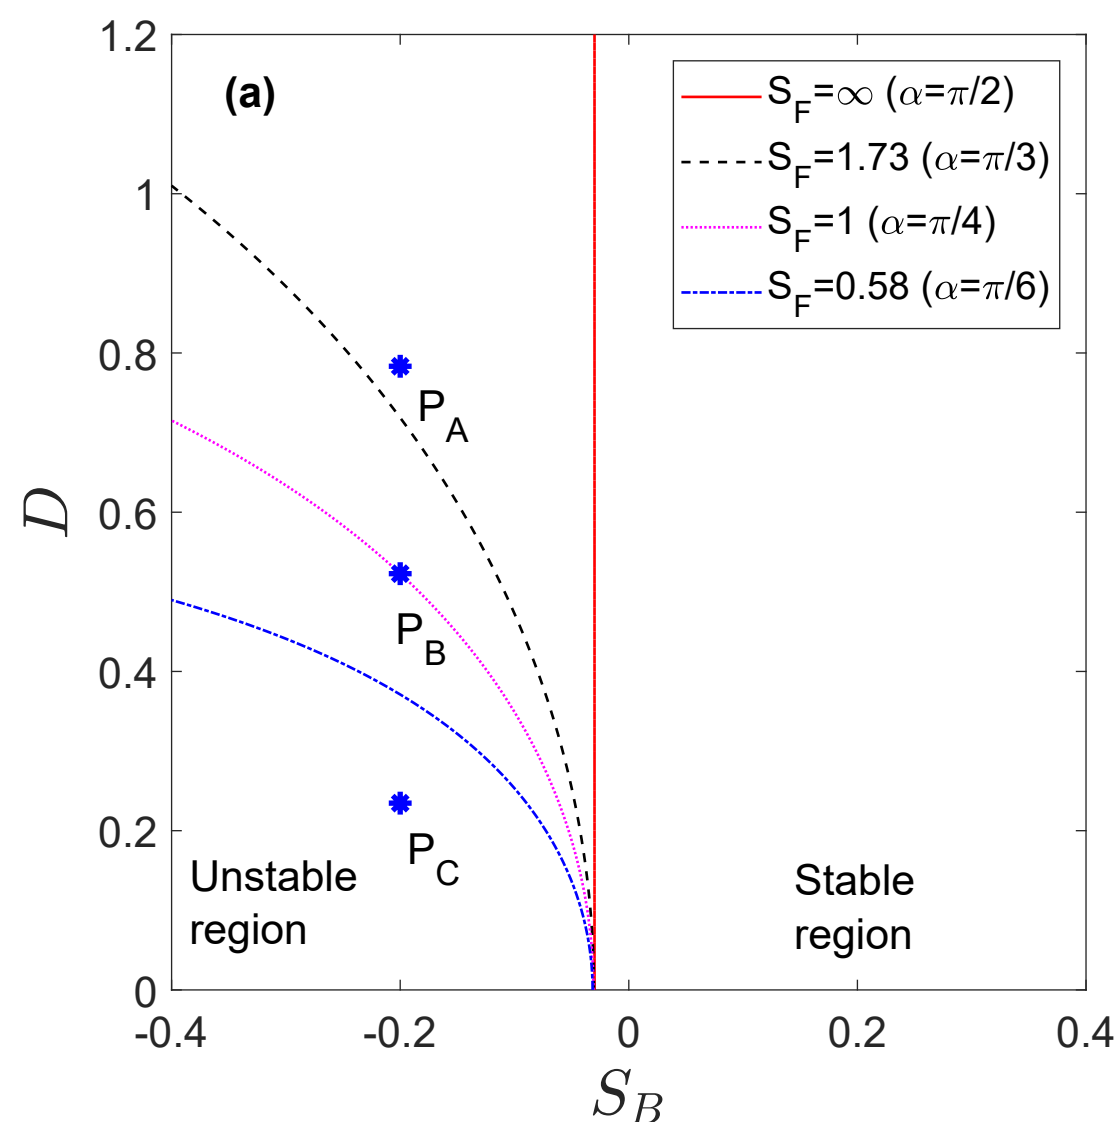 1.2
(a)
S_F=∞ (α=π/2)
S_F=1.73 (α=π/3)
S_F=1 (α=π/4)
S_F=0.58 (α=π/6)
1
0.8
P_A
D
0.6
P_B
0.4
0.2
P_C
Unstable
region
Stable
region
0
-0.4
-0.2
0
0.2
0.4
S_B